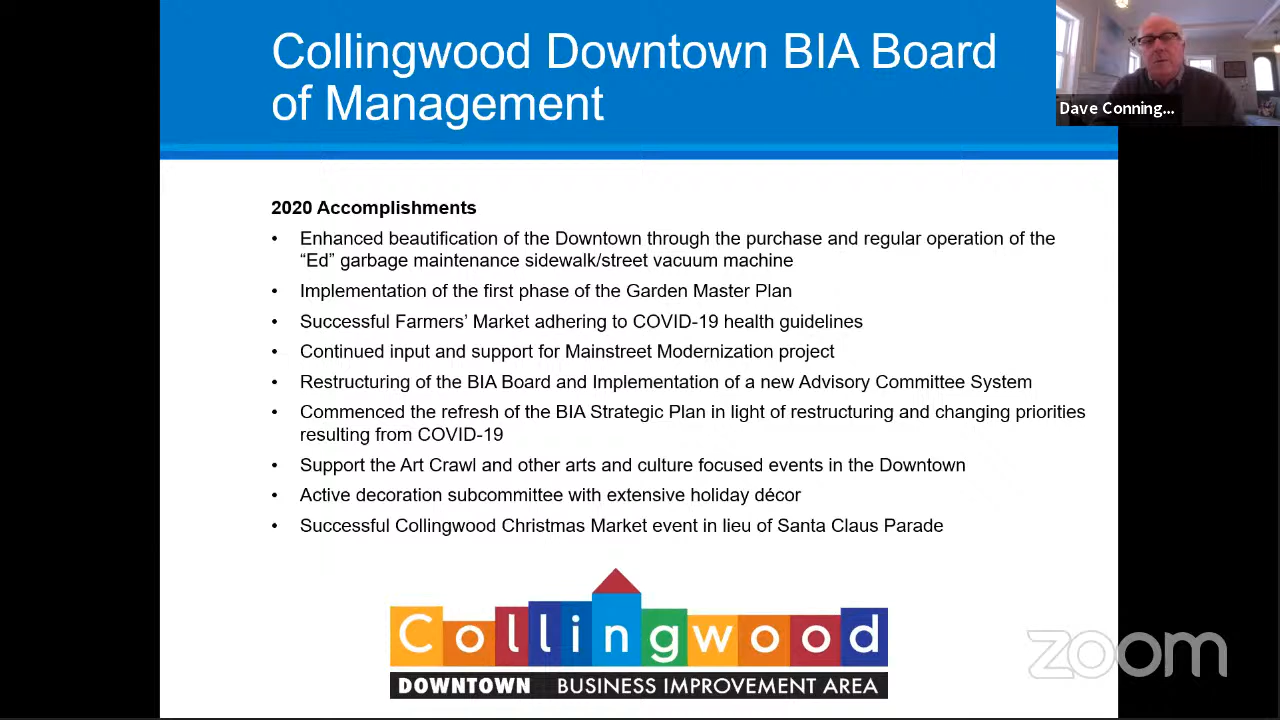 Collingwood Downtown BIA Board
of Management
Dave Conning...
2020 Accomplishments
• Enhanced beautification of the Downtown through the purchase and regular operation of the
“Ed” garbage maintenance sidewalk/street vacuum machine
• Implementation of the first phase of the Garden Master Plan
• Successful Farmers’ Market adhering to COVID-19 health guidelines
• Continued input and support for Mainstreet Modernization project
• Restructuring of the BIA Board and Implementation of a new Advisory Committee System
• Commenced the refresh of the BIA Strategic Plan in light of restructuring and changing priorities
resulting from COVID-19
• Support the Art Crawl and other arts and culture focused events in the Downtown
• Active decoration subcommittee with extensive holiday décor
• Successful Collingwood Christmas Market event in lieu of Santa Claus Parade
Collingwood
DOWNTOWN BUSINESS IMPROVEMENT AREA
zoom